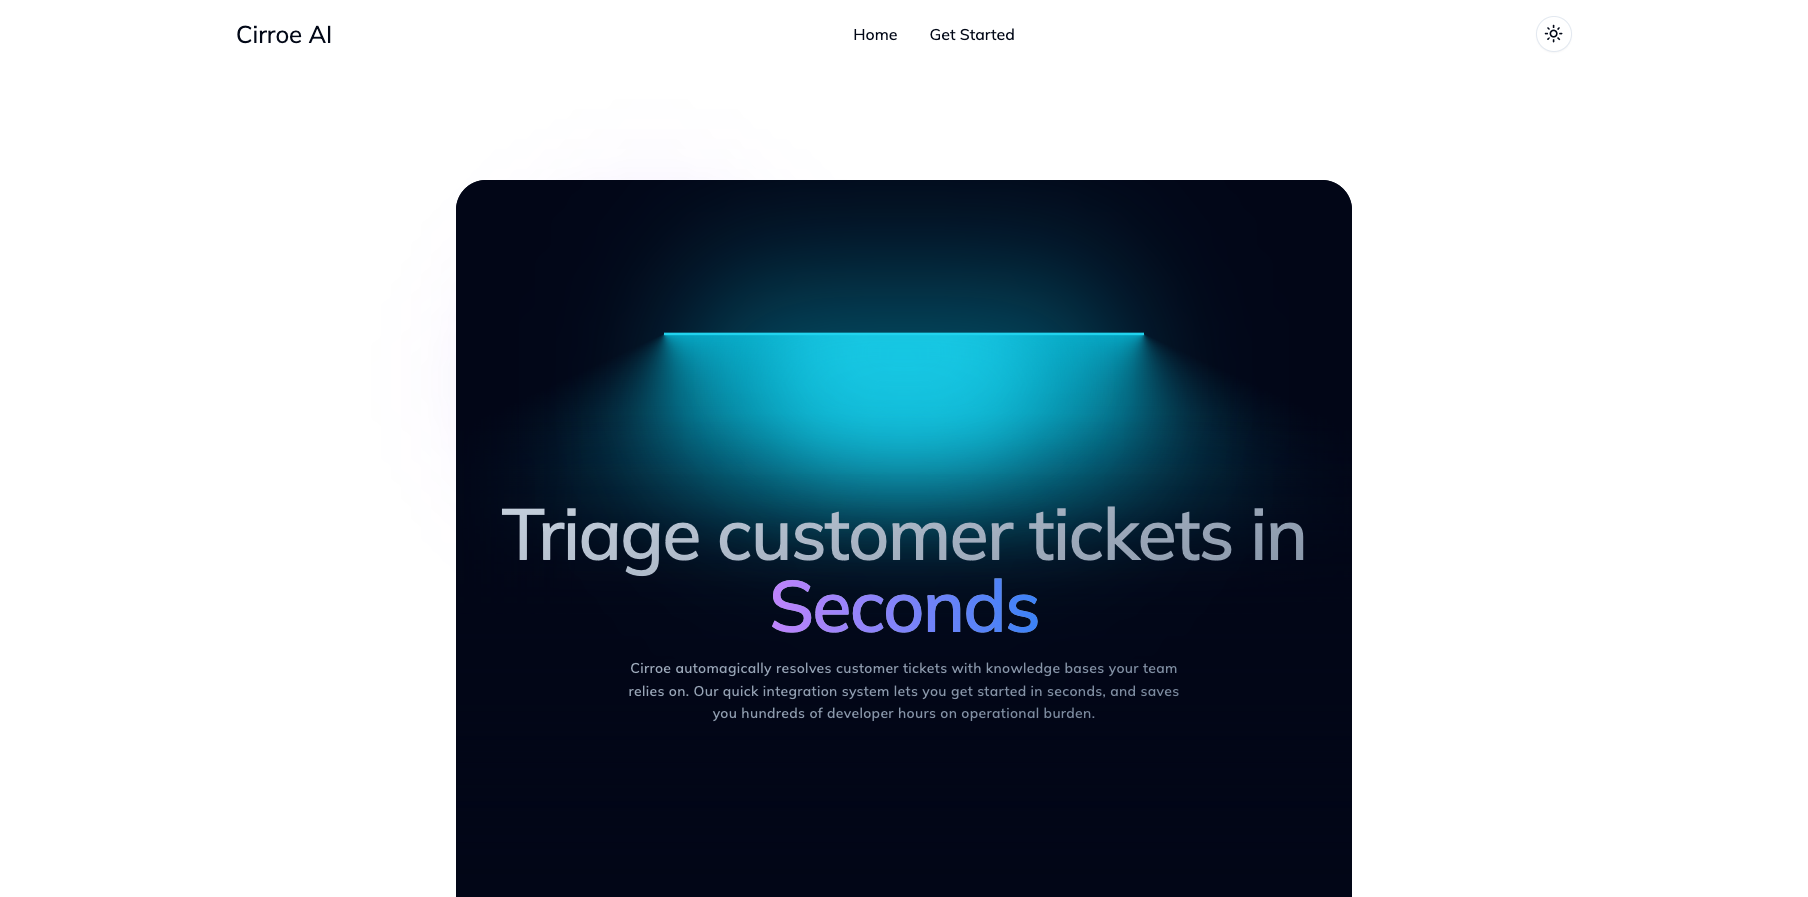 Cirroe AI
Home
Get Started
Triage customer tickets in
Seconds
Cirroe automagically resolves customer tickets with knowledge bases your team
relies on. Our quick integration system lets you get started in seconds, and saves
you hundreds of developer hours on operational burden.